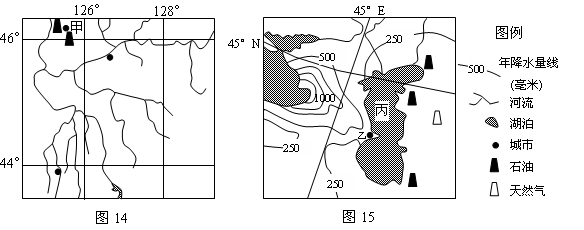 126°
128°
46°
甲
44°
图 14
45° E
45° N
250
500
1000
丙
乙
250
250
图 15
图例
500
年降水量线
(毫米)
河流
湖泊
城市
石油
天然气